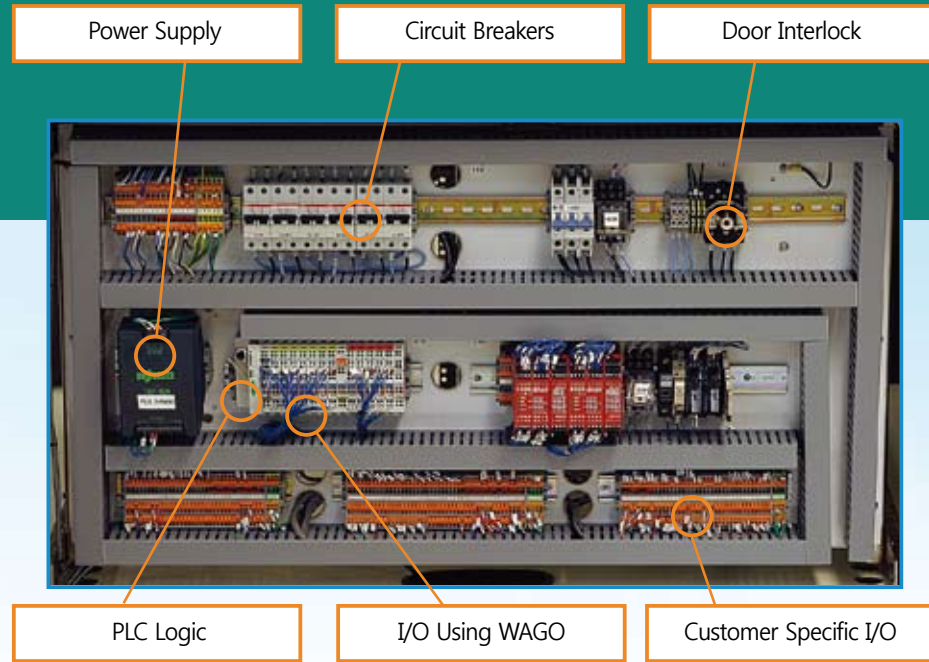 Power Supply
Circuit Breakers
Door Interlock
PLC Logic
I/O Using WAGO
Customer Specific I/O